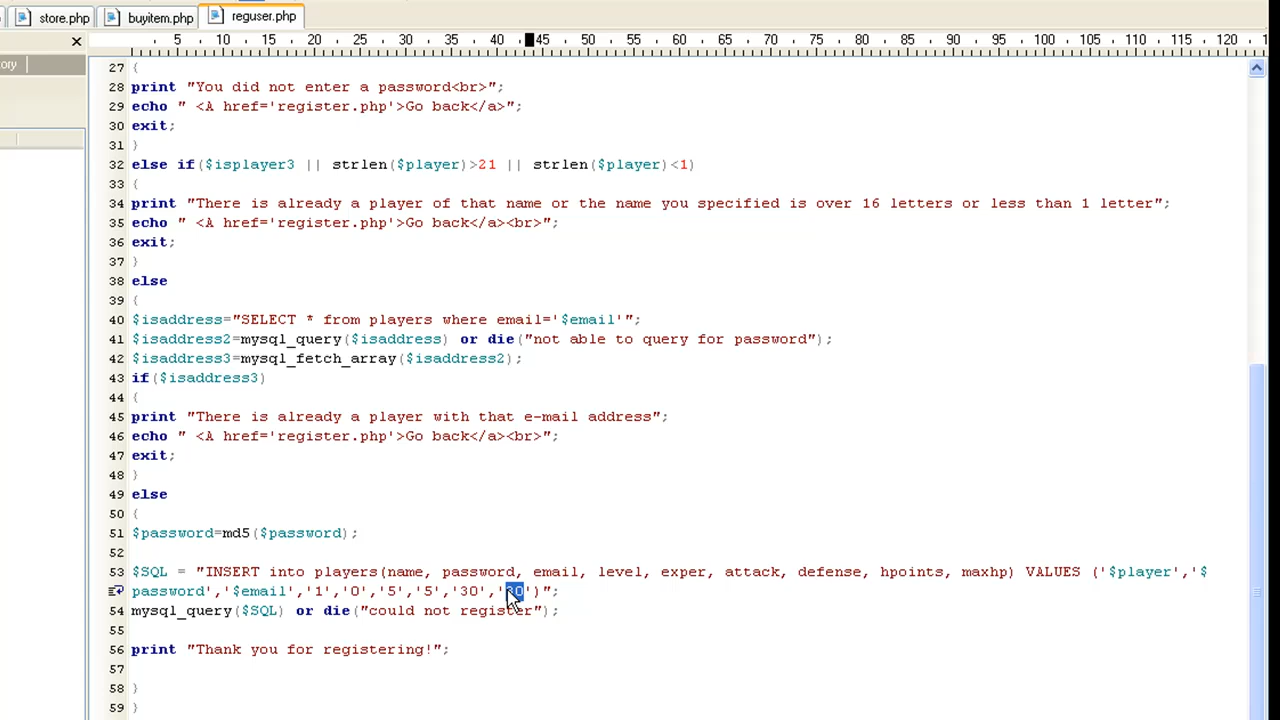 store.php buyitem.php reguser.php
ory
5 10 15 20 25 30 35 40 45 50 55 60 65 70 75 80 85 90 95 100 105 110 115 120
27 {
28 print "You did not enter a password<br>";
29 echo " <A href='register.php'>Go back</a>";
30 exit;
31 }
32 else if($isplayer3 || strlen($player)>21 || strlen($player)<1)
33 {
34 print "There is already a player of that name or the name you specified is over 16 letters or less than 1 letter";
35 echo " <A href='register.php'>Go back</a><br>";
36 exit;
37 }
38 else
39 {
40 $isaddress="SELECT * from players where email='$email'";
41 $isaddress2=mysql_query($isaddress) or die("not able to query for password");
42 $isaddress3=mysql_fetch_array($isaddress2);
43 if($isaddress3)
44 {
45 print "There is already a player with that e-mail address";
46 echo " <A href='register.php'>Go back</a><br>";
47 exit;
48 }
49 else
50 {
51 $password=md5($password);
52
53 $SQL = "INSERT into players(name, password, email, level, exper, attack, defense, hpoints, maxhp) VALUES ('$player','$
password','$email','1','0','5','5','30','30')";
54 mysql_query($SQL) or die("could not register");
55
56 print "Thank you for registering!";
57
58 }
59 }